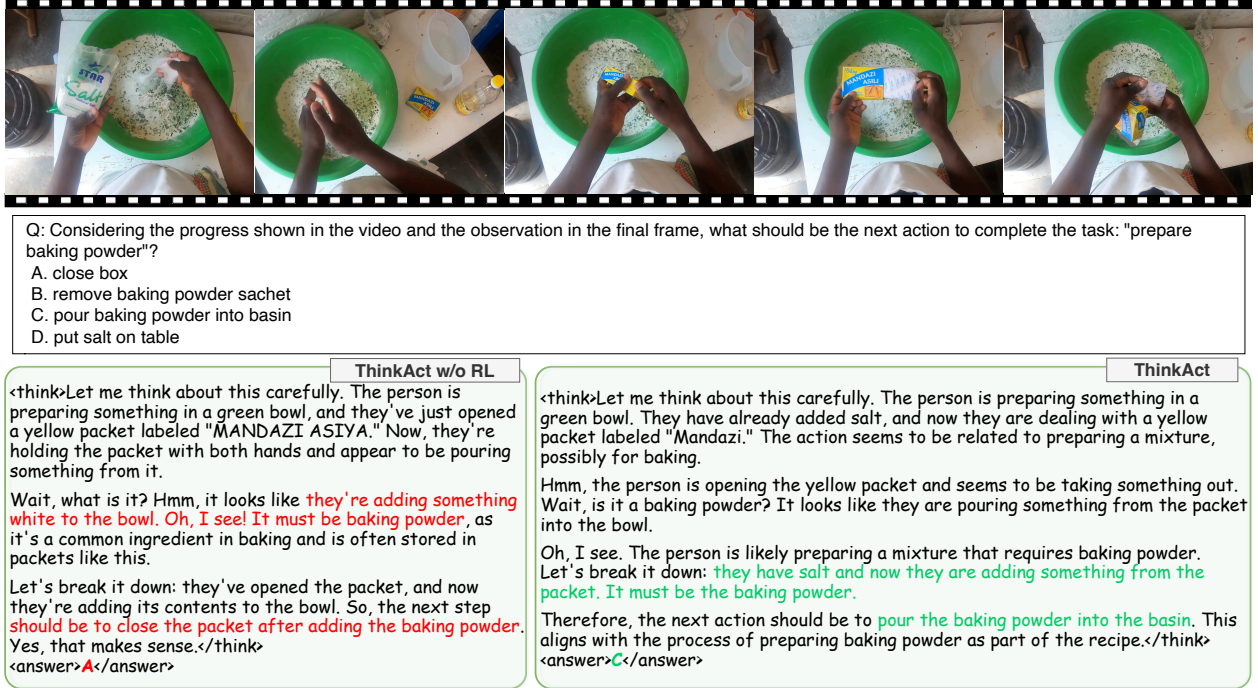 STAR
Salt
MANDAZI
MANDAZI
MANDAZI
ASILI
Q: Considering the progress shown in the video and the observation in the final frame, what should be the next action to complete the task: "prepare
baking powder"?
A. close box
B. remove baking powder sachet
C. pour baking powder into basin
D. put salt on table
ThinkAct w/o RL
<think>Let me think about this carefully. The person is
preparing something in a green bowl, and they've just opened
a yellow packet labeled "MANDAZI ASIYA." Now, they're
holding the packet with both hands and appear to be pouring
something from it.
Wait, what is it? Hmm, it looks like they're adding something
white to the bowl. Oh, I see! It must be baking powder, as
it's a common ingredient in baking and is often stored in
packets like this.
Let's break it down: they've opened the packet, and now
they're adding its contents to the bowl. So, the next step
should be to close the packet after adding the baking powder.
Yes, that makes sense.</think>
<answer>A</answer>
ThinkAct
<think>Let me think about this carefully. The person is preparing something in a
green bowl. They have already added salt, and now they are dealing with a yellow
packet labeled "Mandazi." The action seems to be related to preparing a mixture,
possibly for baking.
Hmm, the person is opening the yellow packet and seems to be taking something out.
Wait, is it a baking powder? It looks like they are pouring something from the packet
into the bowl.
Oh, I see. The person is likely preparing a mixture that requires baking powder.
Let's break it down: they have salt and now they are adding something from the
packet. It must be the baking powder.
Therefore, the next action should be to pour the baking powder into the basin. This
aligns with the process of preparing baking powder as part of the recipe.</think>
<answer>C</answer>